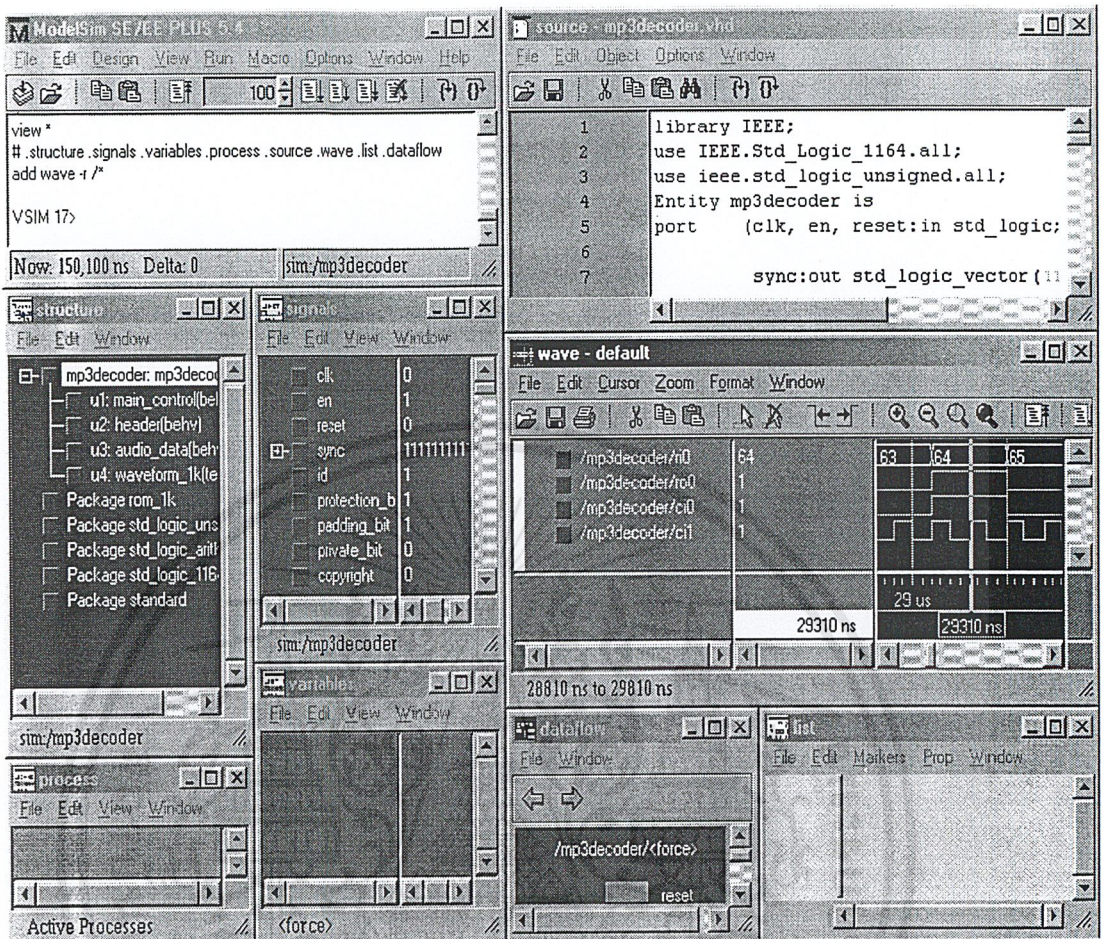 ModelSim SE/EE PLUS 5.4
File Edit Design View Run Macro Options Window Help
100
view *
# .structure .signals .variables .process .source .wave .list .dataflow
add wave -r /*
VSIM 17>
Now: 150,100 ns Delta: 0 sim:/mp3decoder
source - mp3decoder.vhd
File Edit Object Options Window
1 library IEEE;
2 use IEEE.Std_Logic_1164.all;
3 use ieee.std_logic_unsigned.all;
4 Entity mp3decoder is
5 port (clk, en, reset:in std_logic;
6
7 sync:out std_logic_vector(11
structure
File Edit Window
mp3decoder: mp3decod
u1: main_control(bel
u2: header(behv)
u3: audio_data(behv
u4: waveform_1k(te
Package rom_1k
Package std_logic_uns
Package std_logic_arith
Package std_logic_116
Package standard
sim:/mp3decoder
signals
File Edit View Window
clk 0
en 1
reset 0
sync 111111111
id 1
protection_b 1
padding_bit 1
private_bit 0
copyright 0
sim:/mp3decoder
wave - default
File Edit Cursor Zoom Format Window
/mp3decoder/ri0 64 63 64 65
/mp3decoder/ro0 1
/mp3decoder/ci0 1
/mp3decoder/ci1 1
29 us
29310 ns 29310 ns
28810 ns to 29810 ns
process
File Edit View Window
Active Processes
variables
File Edit View Window
<force>
dataflow
File Window
/mp3decoder/<force>
reset
list
File Edit Markers Prop Window